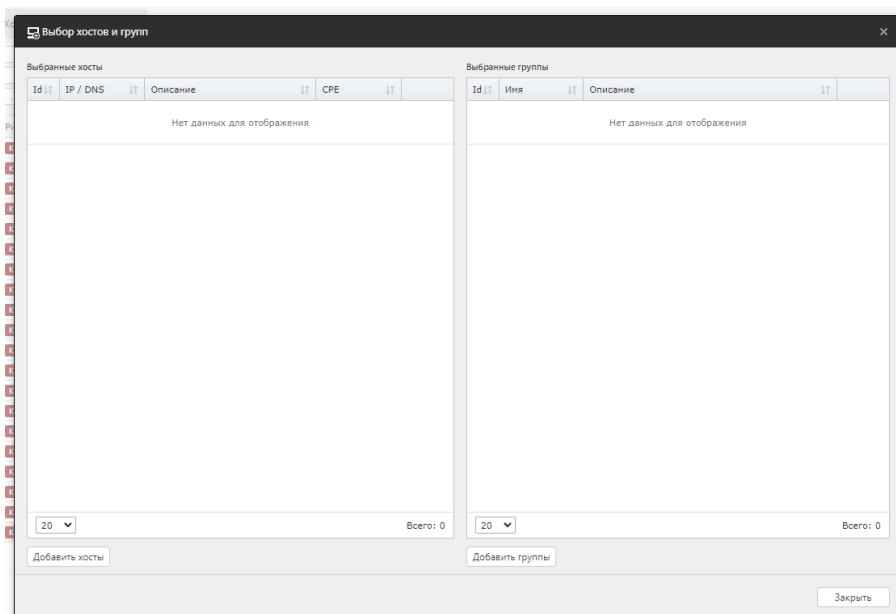 Выбор хостов и групп
Выбранные хосты
Id IP / DNS Описание CPE
Нет данных для отображения
20 Всего: 0
Добавить хосты
Выбранные группы
Id Имя Описание
Нет данных для отображения
20 Всего: 0
Добавить группы
Закрыть